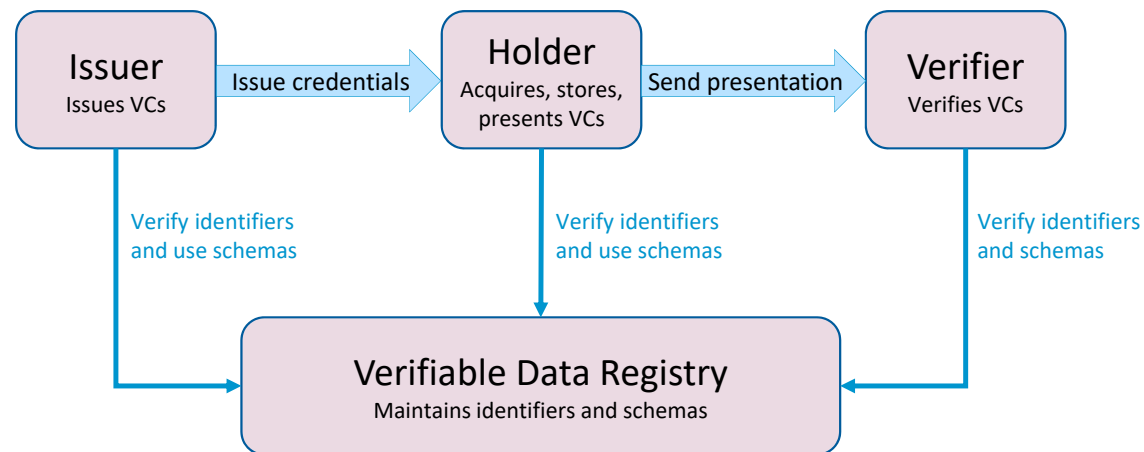 Issuer
Issues VCs
Issue credentials
Holder
Acquires, stores,
presents VCs
Send presentation
Verifier
Verifies VCs
Verify identifiers
and use schemas
Verify identifiers
and use schemas
Verify identifiers
and schemas
Verifiable Data Registry
Maintains identifiers and schemas